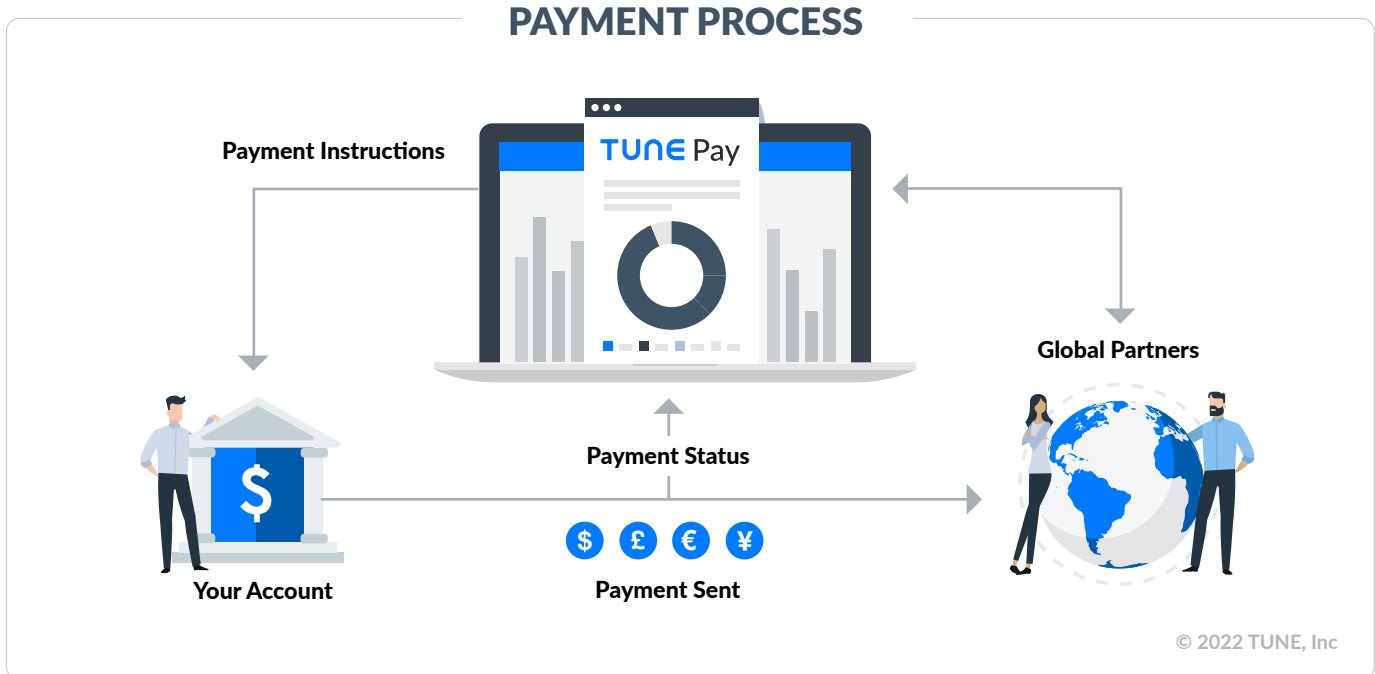 PAYMENT PROCESS
TUNE Pay
Payment Instructions
Global Partners
Payment Status
$
$ £ € ¥
Your Account
Payment Sent
© 2022 TUNE, Inc